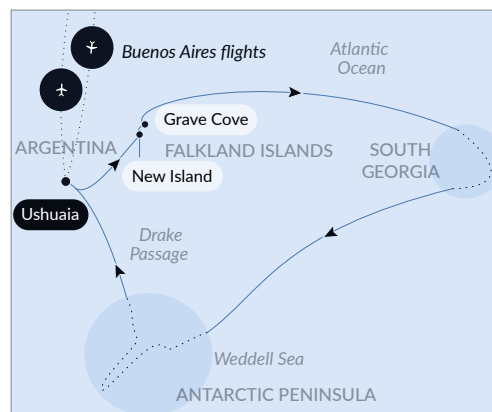 Buenos Aires flights
Atlantic
Ocean
Grave Cove
ARGENTINA
FALKLAND ISLANDS
SOUTH
GEORGIA
New Island
Ushuaia
Drake
Passage
Weddell Sea
ANTARCTIC PENINSULA